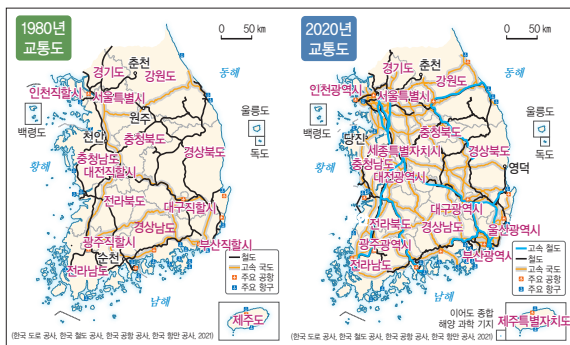 1980년
교통도
0 50 km
춘천
경기도
강원도
동해
인천직할시
서울특별시
원주
울릉도
백령도
독도
천안
충청북도
황해
충청남도
경상북도
대전직할시
전라북도
대구직할시
경상남도
광주직할시
부산직할시
순천
전라남도
철도
고속 국도
주요 공항
주요 항구
남해
제주도
(한국 도로 공사, 한국 철도 공사, 한국 공항 공사, 한국 항만 공사, 2021)
2020년
교통도
0 50 km
춘천
경기도
강원도
동해
인천광역시
서울특별시
울릉도
백령도
독도
당진
충청북도
세종특별자치시
경상북도
황해
충청남도
영덕
대전광역시
대구광역시
전라북도
울산광역시
경상남도
광주광역시
부산광역시
전라남도
고속 철도
철도
고속 국도
주요 공항
주요 항구
남해
이어도 종합
해양 과학 기지
제주특별자치도
(한국 도로 공사, 한국 철도 공사, 한국 공항 공사, 한국 항만 공사, 2021)